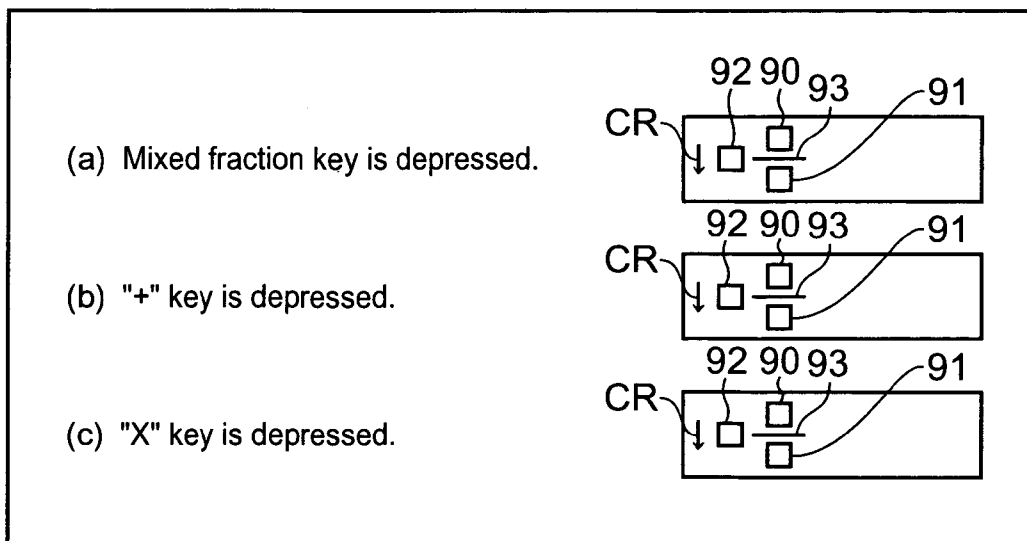 92 90 93 91
CR
(a) Mixed fraction key is depressed.
92 90 93 91
CR
(b) "+" key is depressed.
92 90 93 91
CR
(c) "X" key is depressed.